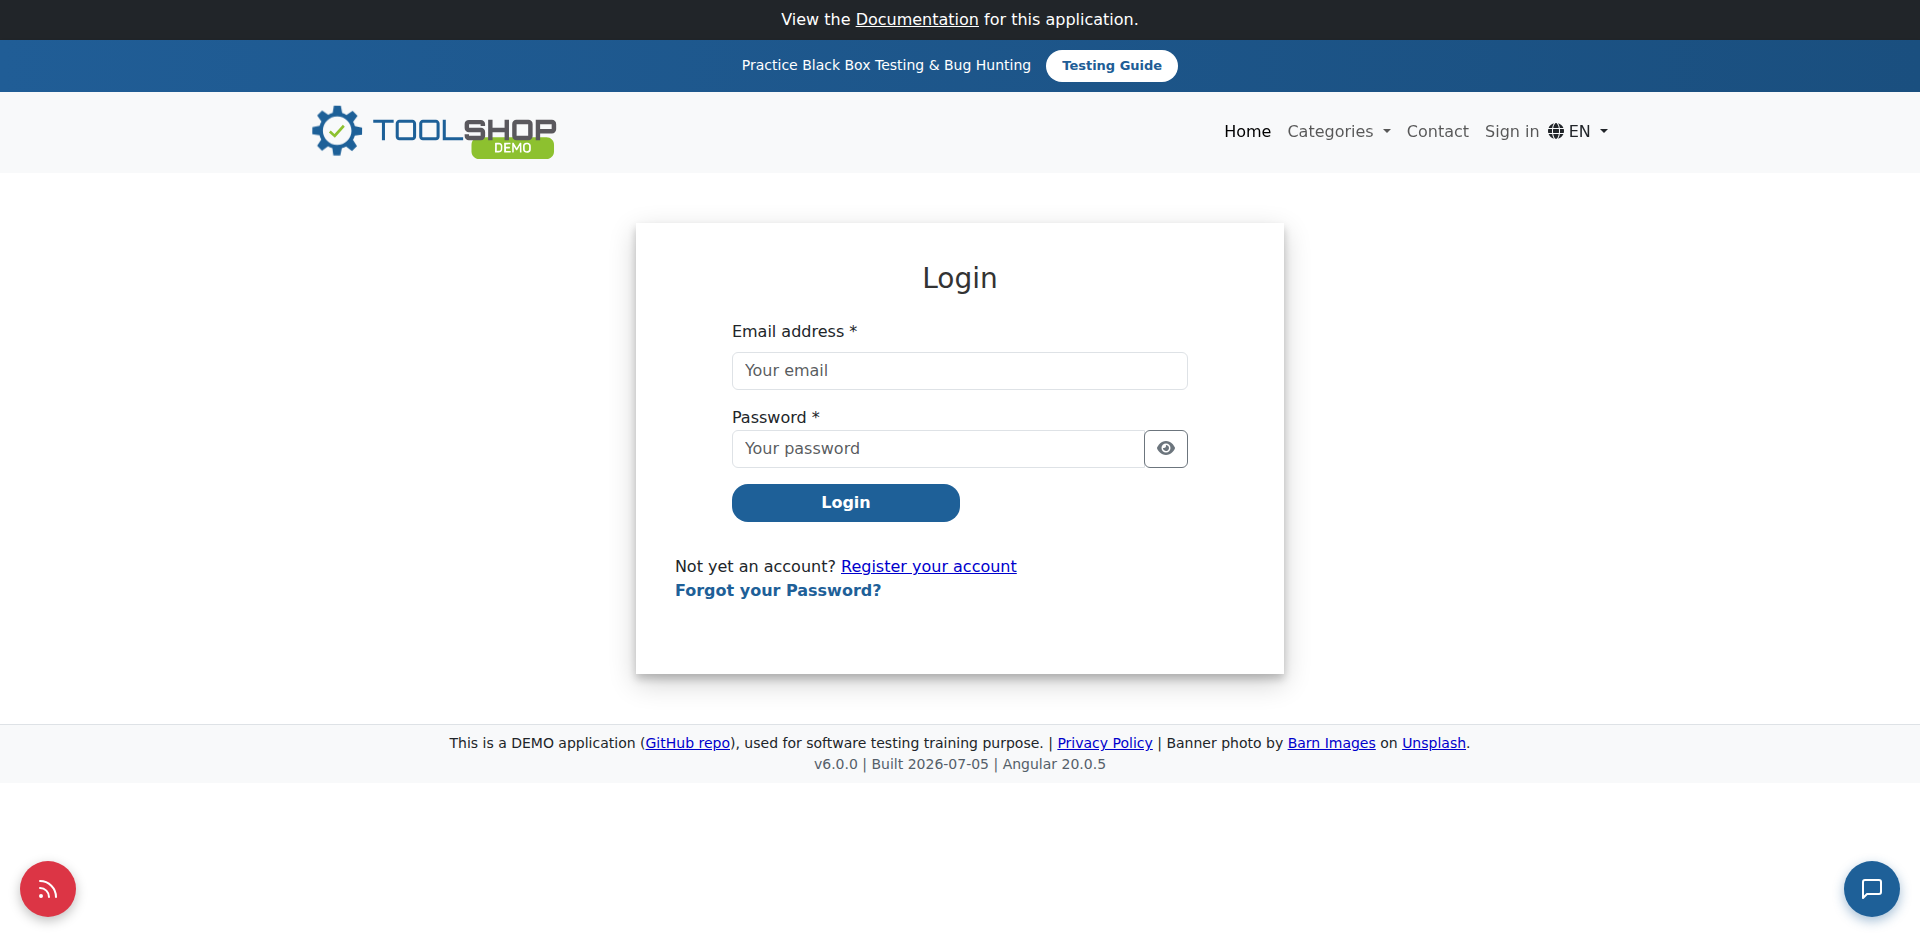 View the Documentation for this application.
Practice Black Box Testing & Bug Hunting Testing Guide
TOOLSHOP
DEMO
Home Categories Contact Sign in EN
Login
Email address *
Your email
Password *
Your password
Login
Not yet an account? Register your account
Forgot your Password?
This is a DEMO application (GitHub repo), used for software testing training purpose. | Privacy Policy | Banner photo by Barn Images on Unsplash.
v6.0.0 | Built 2026-07-05 | Angular 20.0.5